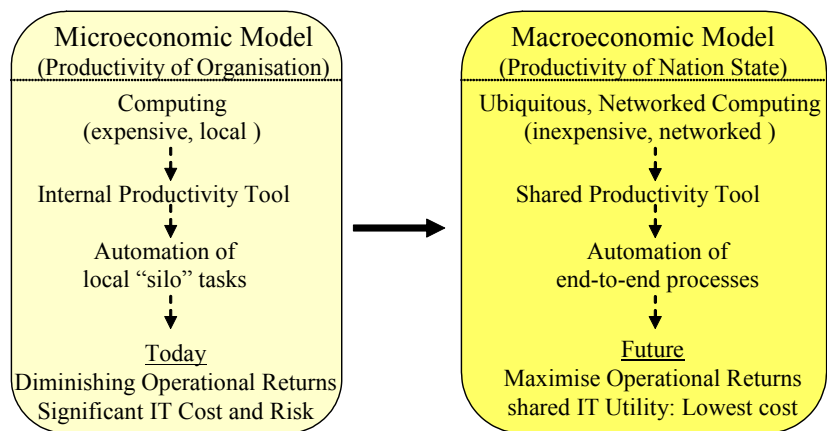 Microeconomic Model
(Productivity of Organisation)
Computing
(expensive, local )
Internal Productivity Tool
Automation of
local “silo” tasks
Today
Diminishing Operational Returns
Significant IT Cost and Risk
Macroeconomic Model
(Productivity of Nation State)
Ubiquitous, Networked Computing
(inexpensive, networked )
Shared Productivity Tool
Automation of
end-to-end processes
Future
Maximise Operational Returns
shared IT Utility: Lowest cost